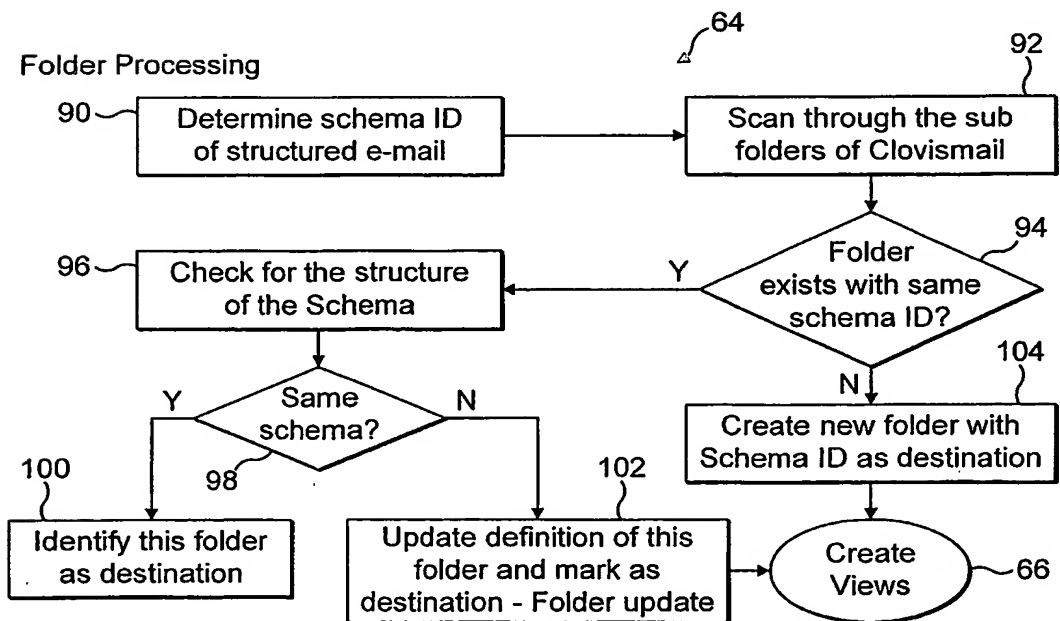 64
Folder Processing
92
90
Determine schema ID
of structured e-mail
Scan through the sub
folders of Clovismail
94
Folder
exists with same
schema ID?
Y
N
96
Check for the structure
of the Schema
Same
schema?
Y
N
98
104
Create new folder with
Schema ID as destination
100
Identify this folder
as destination
102
Update definition of this
folder and mark as
destination - Folder update
Create
Views
66